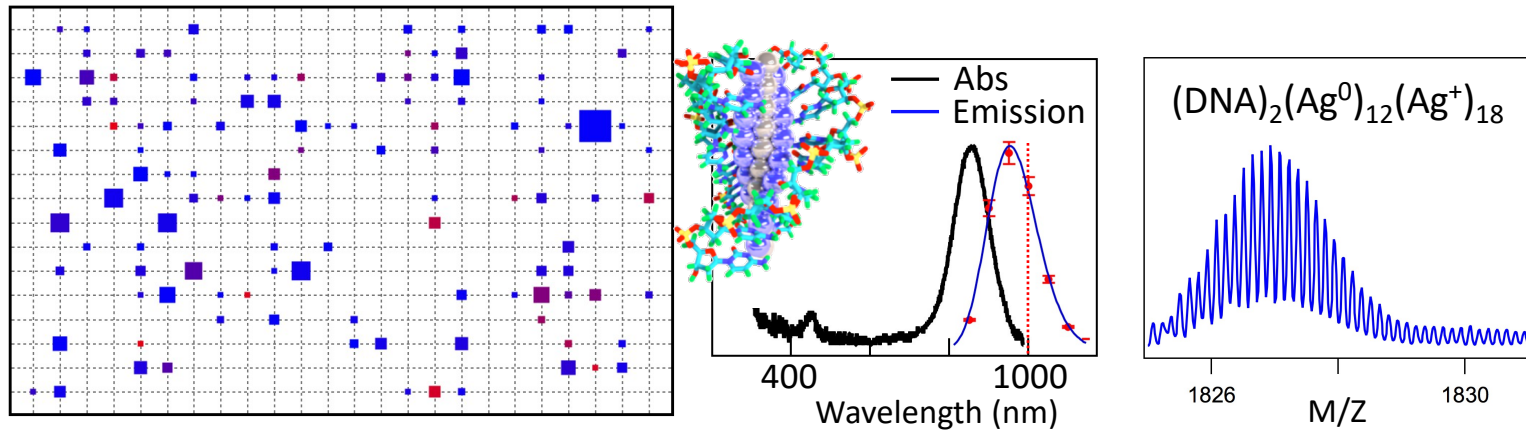 Abs
Emission
400
1000
Wavelength (nm)
(DNA)₂(Ag⁰)₁₂(Ag⁺)₁₈
1826
1830
M/Z